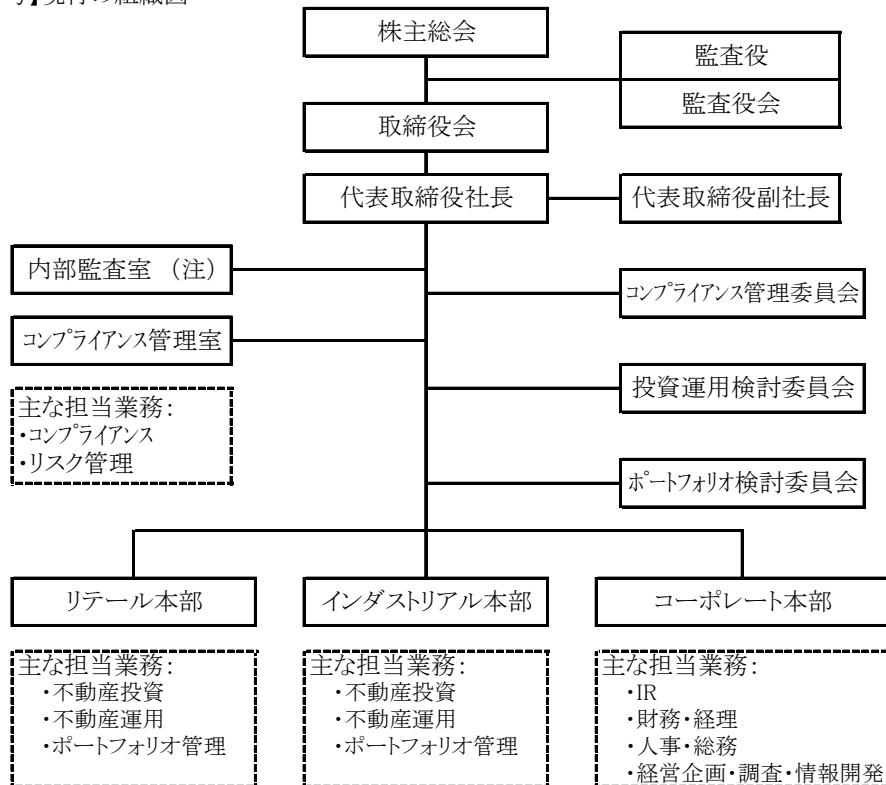 株主総会
監査役
監査役会
取締役会
代表取締役社長
代表取締役副社長
内部監査室 （注）
コンプライアンス管理委員会
コンプライアンス管理室
投資運用検討委員会
主な担当業務:
・コンプライアンス
・リスク管理
ポートフォリオ検討委員会
リテール本部
インダストリアル本部
コーポレート本部
主な担当業務:
・不動産投資
・不動産運用
・ポートフォリオ管理
主な担当業務:
・不動産投資
・不動産運用
・ポートフォリオ管理
主な担当業務:
・IR
・財務・経理
・人事・総務
・経営企画・調査・情報開発